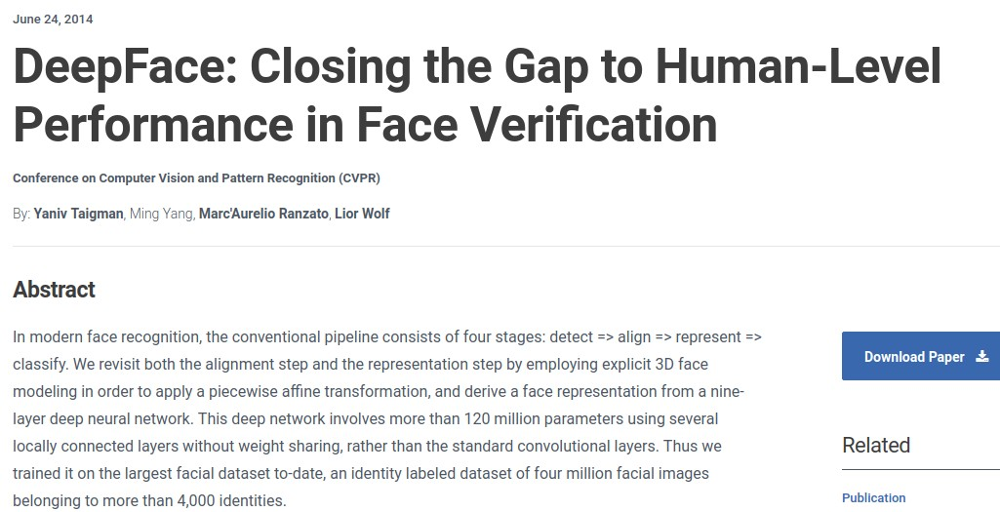 June 24, 2014
DeepFace: Closing the Gap to Human-Level
Performance in Face Verification
Conference on Computer Vision and Pattern Recognition (CVPR)
By: Yaniv Taigman, Ming Yang, Marc'Aurelio Ranzato, Lior Wolf
Abstract
In modern face recognition, the conventional pipeline consists of four stages: detect => align => represent =>
classify. We revisit both the alignment step and the representation step by employing explicit 3D face
modeling in order to apply a piecewise affine transformation, and derive a face representation from a nine-
layer deep neural network. This deep network involves more than 120 million parameters using several
locally connected layers without weight sharing, rather than the standard convolutional layers. Thus we
trained it on the largest facial dataset to-date, an identity labeled dataset of four million facial images
belonging to more than 4,000 identities.
Download Paper
Related
Publication